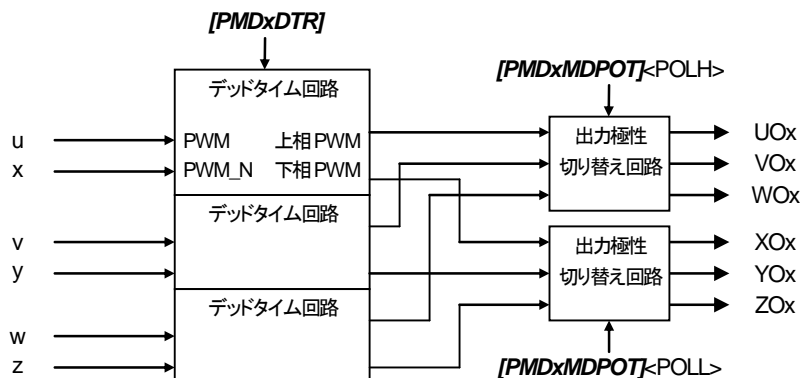 [PMDxDTR]
[PMDxMDPOT]<POLH>
デッドタイム回路
u
PWM
上相PWM
x
PWM_N
下相PWM
出力極性
切り替え回路
UOx
VOx
WOx
デッドタイム回路
v
y
出力極性
切り替え回路
XOx
YOx
ZOx
デッドタイム回路
w
z
[PMDxMDPOT]<POLL>